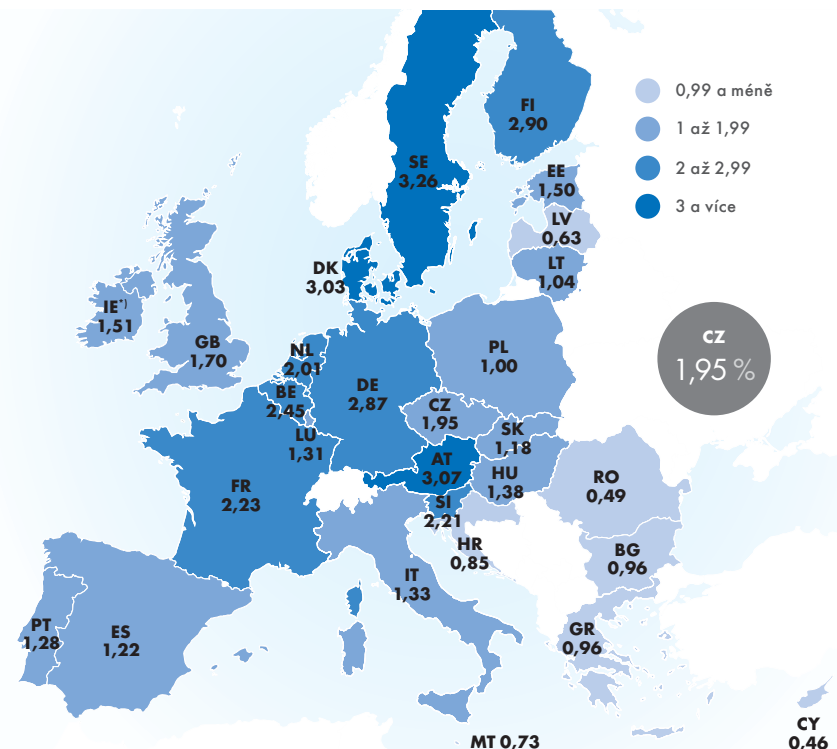 0,99 a méně
1 až 1,99
2 až 2,99
3 a více
FI
2,90
SE
3,26
EE
1,50
LV
0,63
LT
1,04
DK
3,03
IE*)
1,51
GB
1,70
NL
2,01
BE
2,45
LU
1,31
DE
2,87
PL
1,00
CZ
1,95 %
CZ
1,95
SK
1,18
AT
3,07
HU
1,38
SI
2,21
HR
0,85
RO
0,49
BG
0,96
FR
2,23
IT
1,33
GR
0,96
PT
1,28
ES
1,22
MT 0,73
CY
0,46